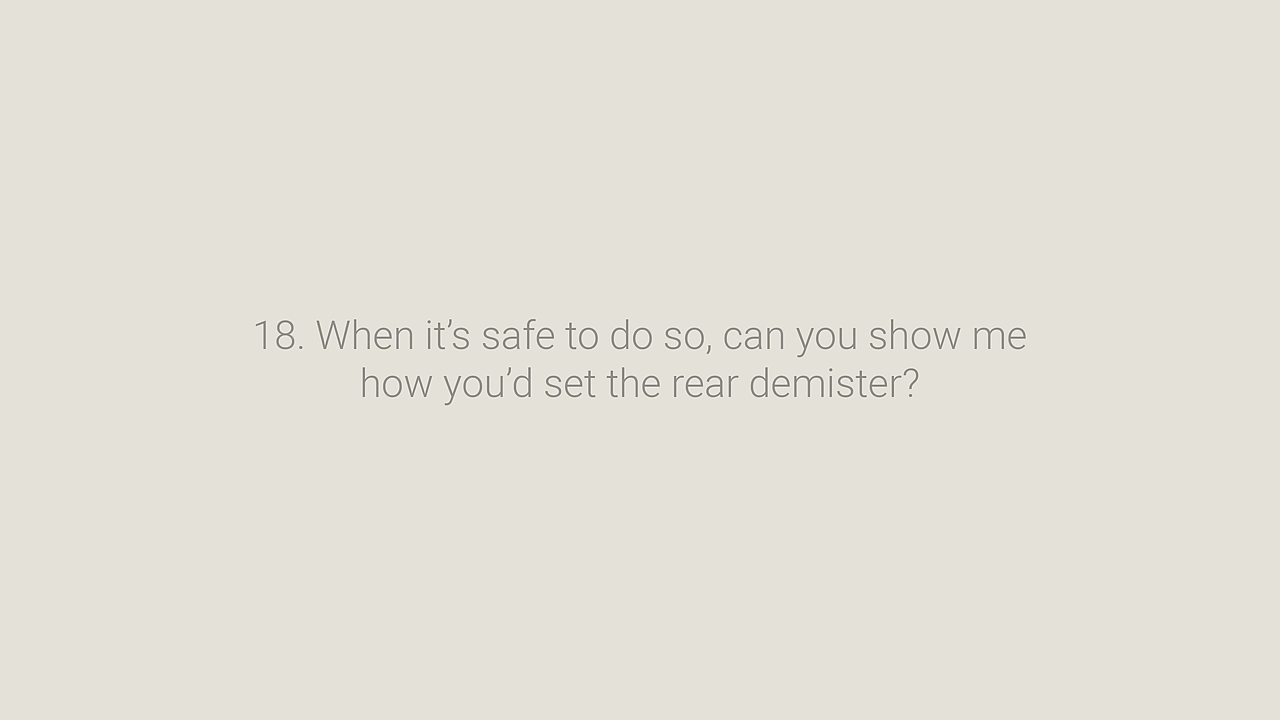 18. When it’s safe to do so, can you show me
how you’d set the rear demister?